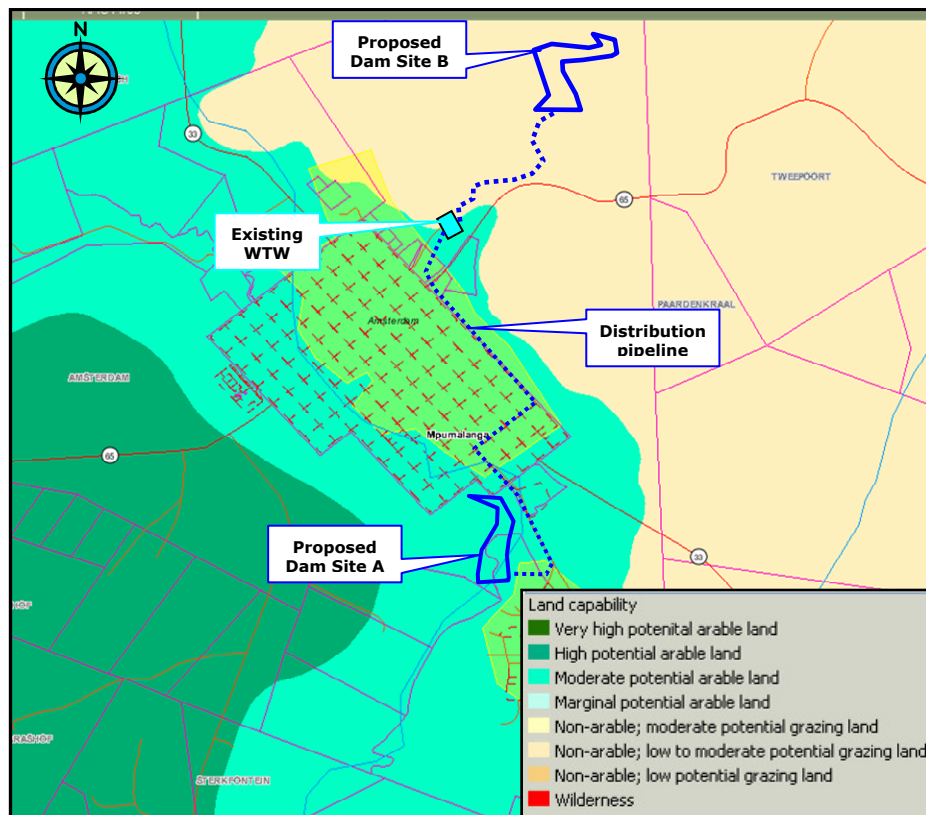 N
Proposed
Dam Site B
33
TWEEPOORT
65
Existing
WTW
PAARDENKRAAL
Amsterdam
Distribution
pipeline
AMSTERDAM
Mpumalanga
65
Proposed
Dam Site A
33
Land capability
Very high potenital arable land
High potential arable land
Moderate potential arable land
Marginal potential arable land
Non-arable; moderate potential grazing land
Non-arable; low to moderate potential grazing land
Non-arable; low potential grazing land
Wilderness
STERKFONTEIN